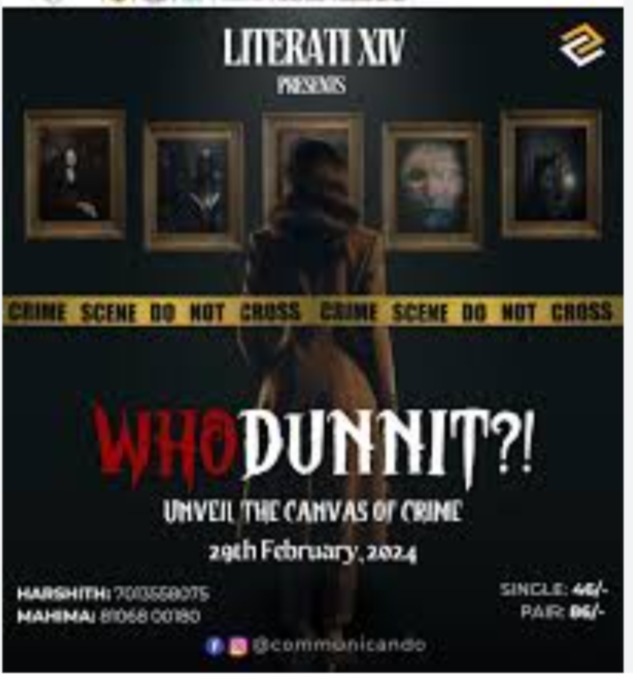 LITERATI XIV
PRESENTS
CRIME SCENE DO NOT CROSS CRIME SCENE DO NOT CROSS
WHODUNNIT?!
UNVEIL THE CANVAS OF CRIME
29th February, 2024
HARSHITH: 7013558075
MAHIMA: 81068 00180
SINGLE: 46/-
PAIR: 86/-
@communicando